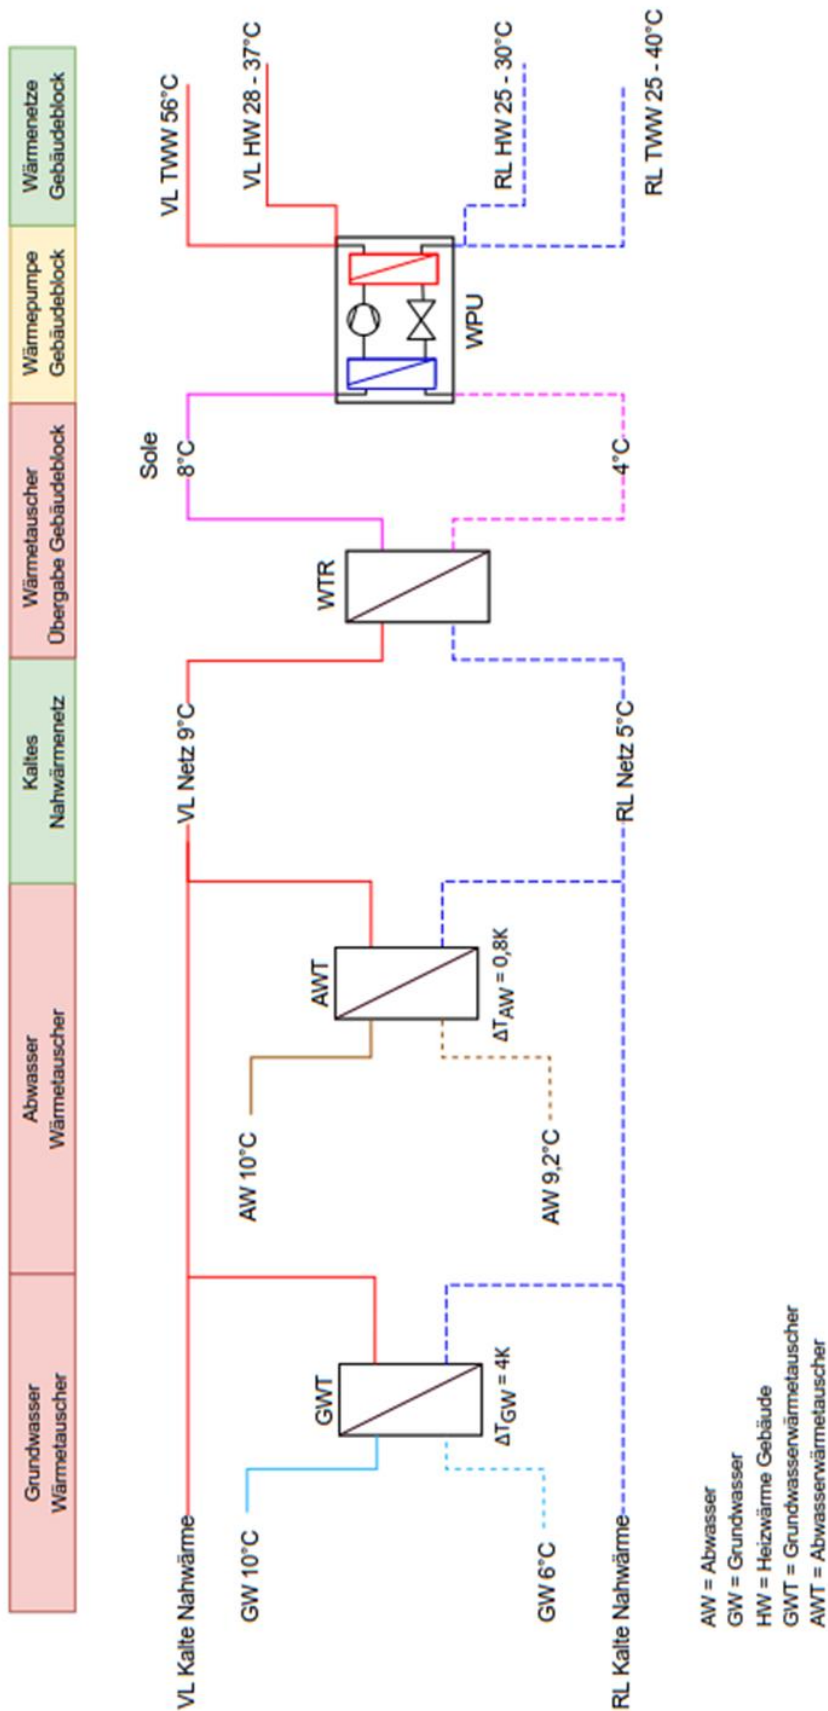 Grundwasser
Wärmetauscher
Abwasser
Wärmetauscher
Kaltes
Nahwärmenetz
Wärmetauscher
Übergabe Gebäudeblock
Wärmepumpe
Gebäudeblock
Wärmenetze
Gebäudeblock
VL Kalte Nahwärme
VL Netz 9°C
Sole
8°C
VL TWW 56°C
VL HW 28 - 37°C
GW 10°C
GWT
AW 10°C
AWT
WTR
WPU
ΔTGW = 4K
ΔTAW = 0,8K
GW 6°C
AW 9,2°C
RL HW 25 - 30°C
RL Kalte Nahwärme
RL Netz 5°C
4°C
RL TWW 25 - 40°C
AW = Abwasser
GW = Grundwasser
HW = Heizwärme Gebäude
GWT = Grundwasserwärmetauscher
AWT = Abwasserwärmetauscher